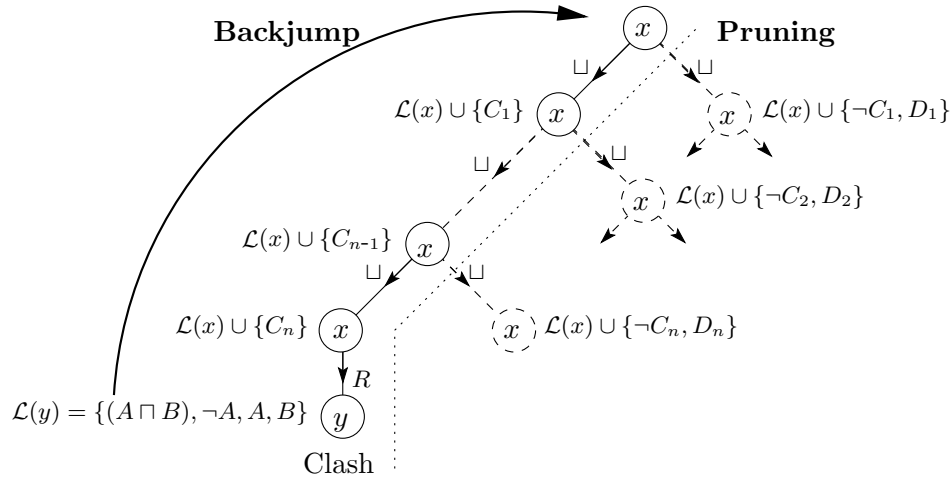 Backjump
Pruning
x
⊔ ⊔
L(x) ∪ {C1} x x L(x) ∪ {¬C1, D1}
⊔ ⊔
x L(x) ∪ {¬C2, D2}
L(x) ∪ {Cn-1} x
⊔ ⊔
L(x) ∪ {Cn} x x L(x) ∪ {¬Cn, Dn}
R
L(y) = {(A ⊓ B), ¬A, A, B} y
Clash